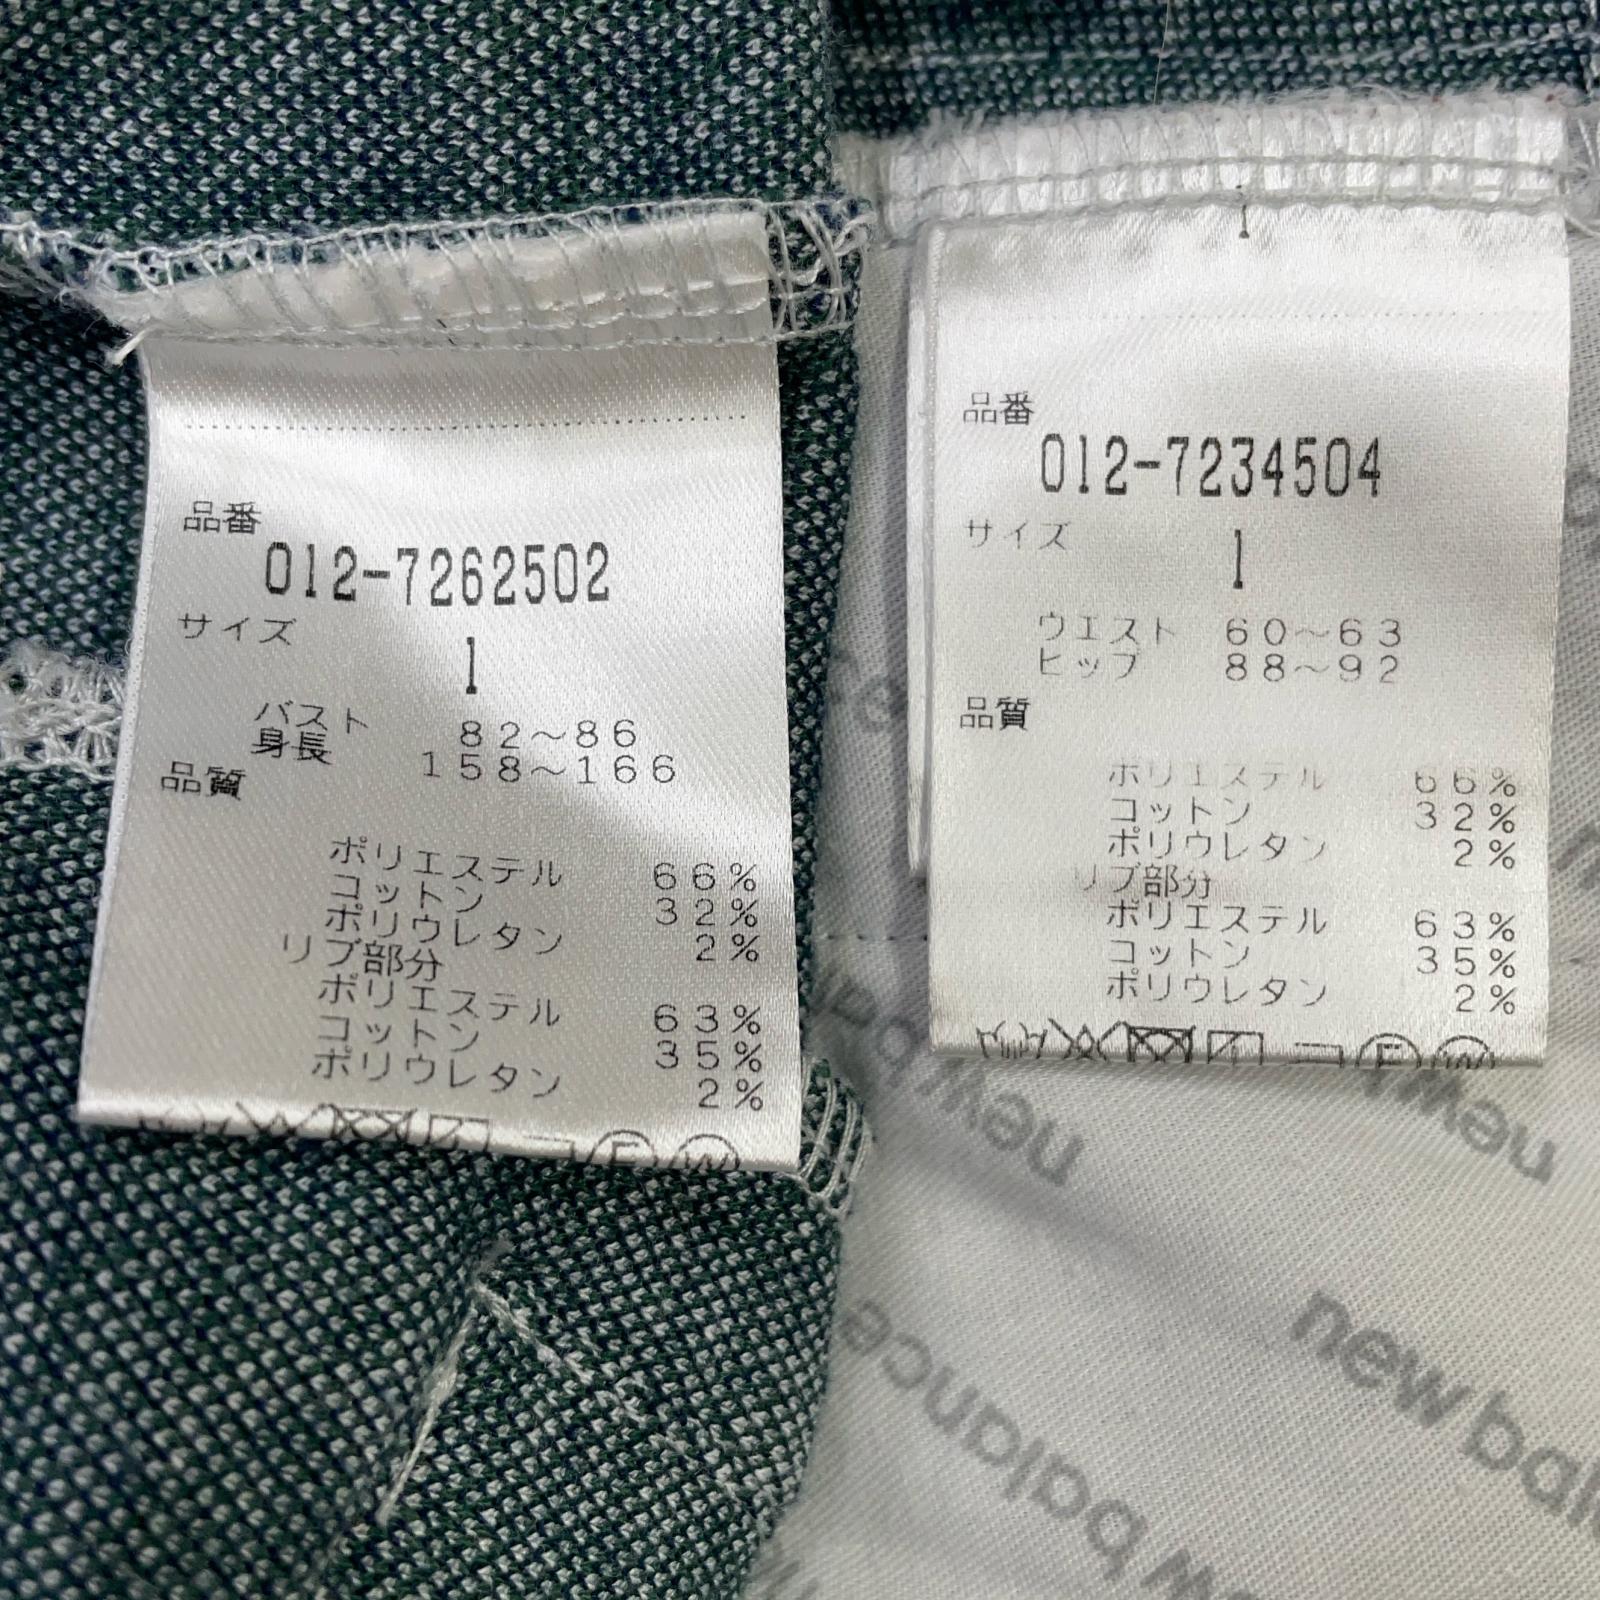 品番
012-7262502
サイズ
1
バスト 82～86
身長 158～166
品質
ポリエステル 66%
コットン 32%
ポリウレタン 2%
リブ部分
ポリエステル 63%
コットン 35%
ポリウレタン 2%
品番
012-7234504
サイズ
1
ウエスト 60～63
ヒップ 88～92
品質
ポリエステル 66%
コットン 32%
ポリウレタン 2%
リブ部分
ポリエステル 63%
コットン 35%
ポリウレタン 2%
new
new
new bal
balance